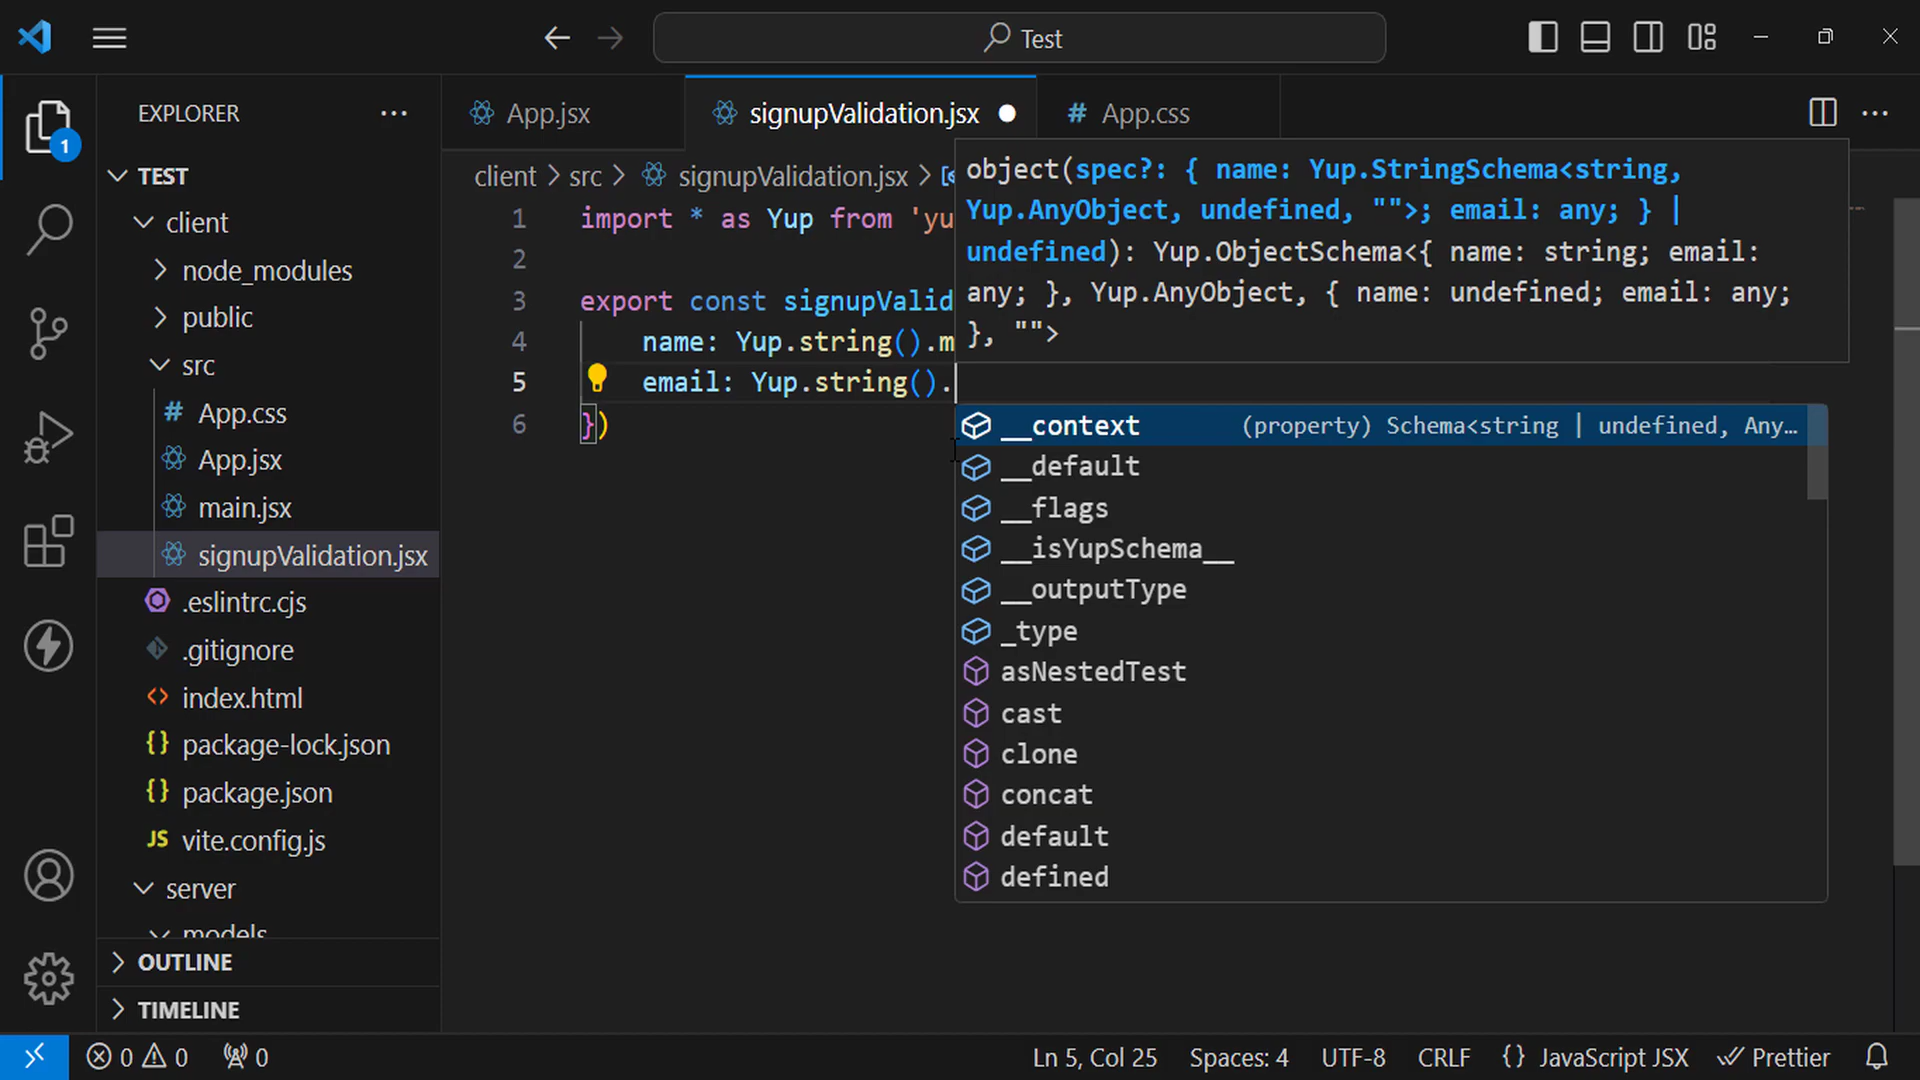 Test
EXPLORER
TEST
client
node_modules
public
src
App.css
App.jsx
main.jsx
signupValidation.jsx
.eslintrc.cjs
.gitignore
index.html
package-lock.json
package.json
vite.config.js
server
models
OUTLINE
TIMELINE
1
App.jsx
signupValidation.jsx
# App.css
client > src > signupValidation.jsx >
1 import * as Yup from 'yu
2
3 export const signupValid
4 name: Yup.string().m
5 email: Yup.string().
6 })
object(spec?: { name: Yup.StringSchema<string,
Yup.AnyObject, undefined, "">; email: any; } |
undefined): Yup.ObjectSchema<{ name: string; email:
any; }, Yup.AnyObject, { name: undefined; email: any;
}, "">
__context (property) Schema<string | undefined, Any…
__default
__flags
__isYupSchema__
__outputType
_type
asNestedTest
cast
clone
concat
default
defined
0 0 0
Ln 5, Col 25 Spaces: 4 UTF-8 CRLF {} JavaScript JSX Prettier